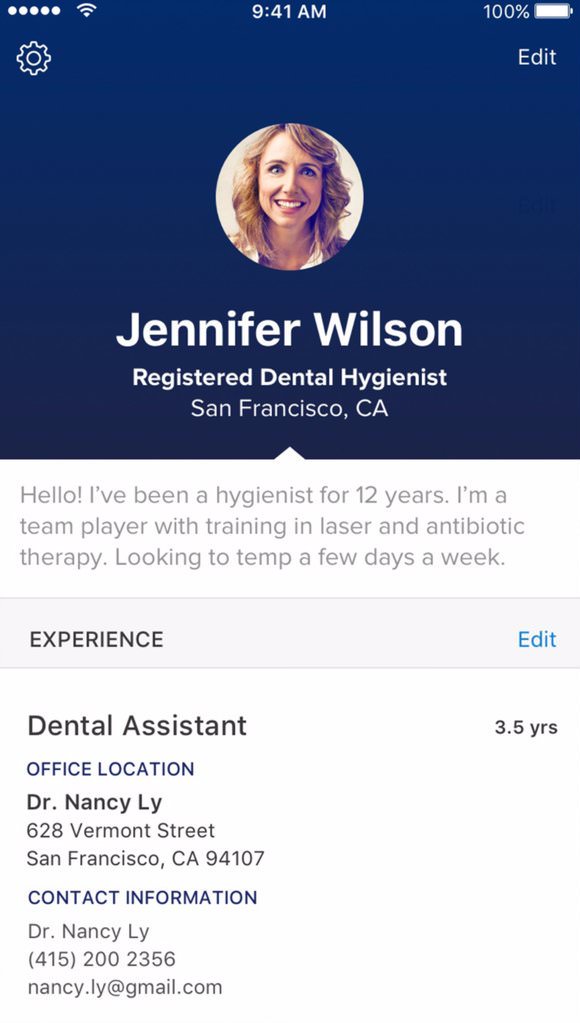 9:41 AM 100%
Edit
Jennifer Wilson
Registered Dental Hygienist
San Francisco, CA
Hello! I’ve been a hygienist for 12 years. I’m a
team player with training in laser and antibiotic
therapy. Looking to temp a few days a week.
EXPERIENCE Edit
Dental Assistant 3.5 yrs
OFFICE LOCATION
Dr. Nancy Ly
628 Vermont Street
San Francisco, CA 94107
CONTACT INFORMATION
Dr. Nancy Ly
(415) 200 2356
nancy.ly@gmail.com